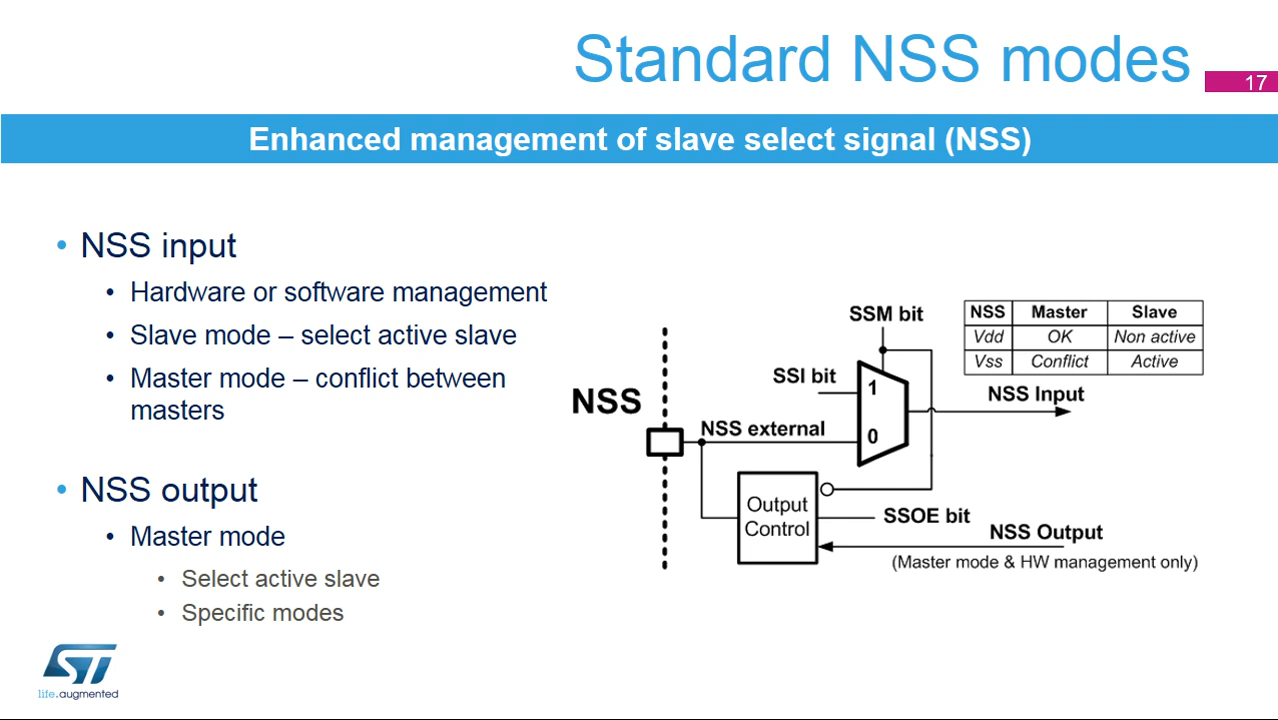 Standard NSS modes
17
Enhanced management of slave select signal (NSS)
• NSS input
• Hardware or software management
• Slave mode – select active slave
• Master mode – conflict between
masters
• NSS output
• Master mode
• Select active slave
• Specific modes
SSM bit
NSS Master Slave
Vdd OK Non active
Vss Conflict Active
SSI bit
1
NSS Input
NSS
NSS external
0
Output
Control
SSOE bit
NSS Output
(Master mode & HW management only)
ST
life.augmented